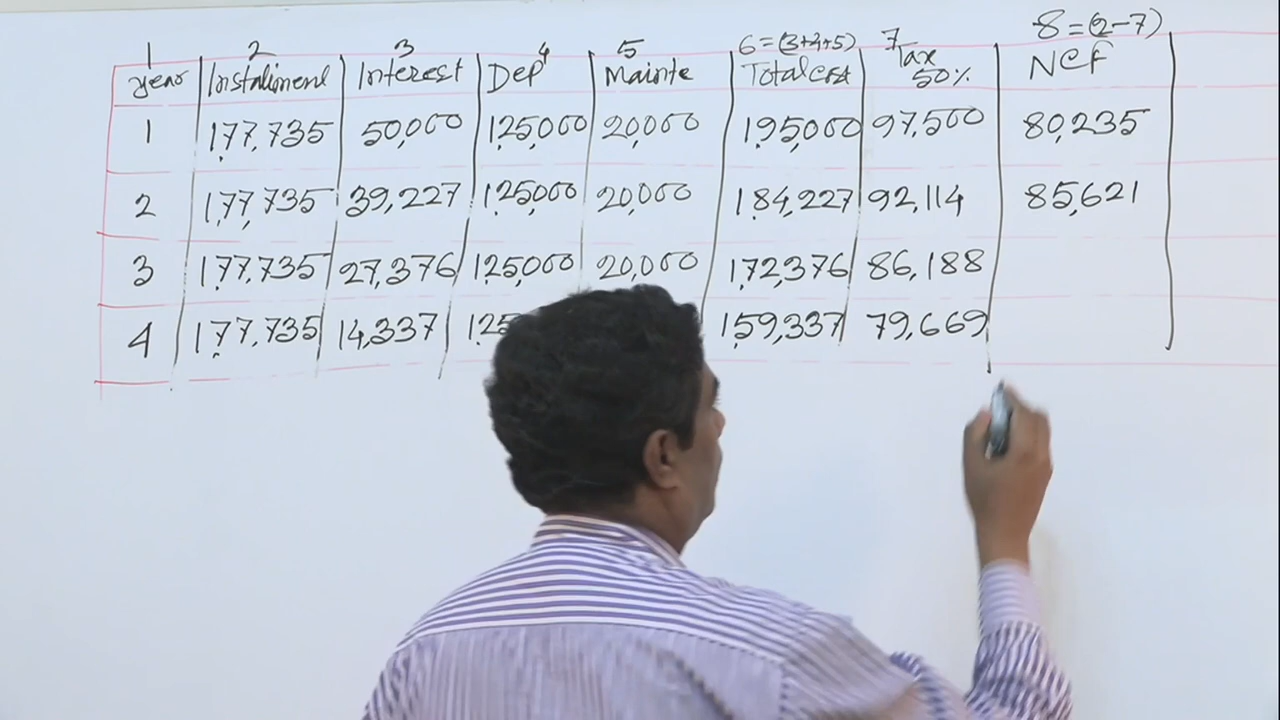 1 2 3 4 5 6=(3+4+5) 7 8=(2-7)
year Installment Interest Dep Mainte Total Cost Tax 50% NCF
1 177,735 50,000 125,000 20,000 195,000 97,500 80,235
2 177,735 39,227 125,000 20,000 184,227 92,114 85,621
3 177,735 27,376 125,000 20,000 172,376 86,188
4 177,735 14,337 125 159,337 79,669